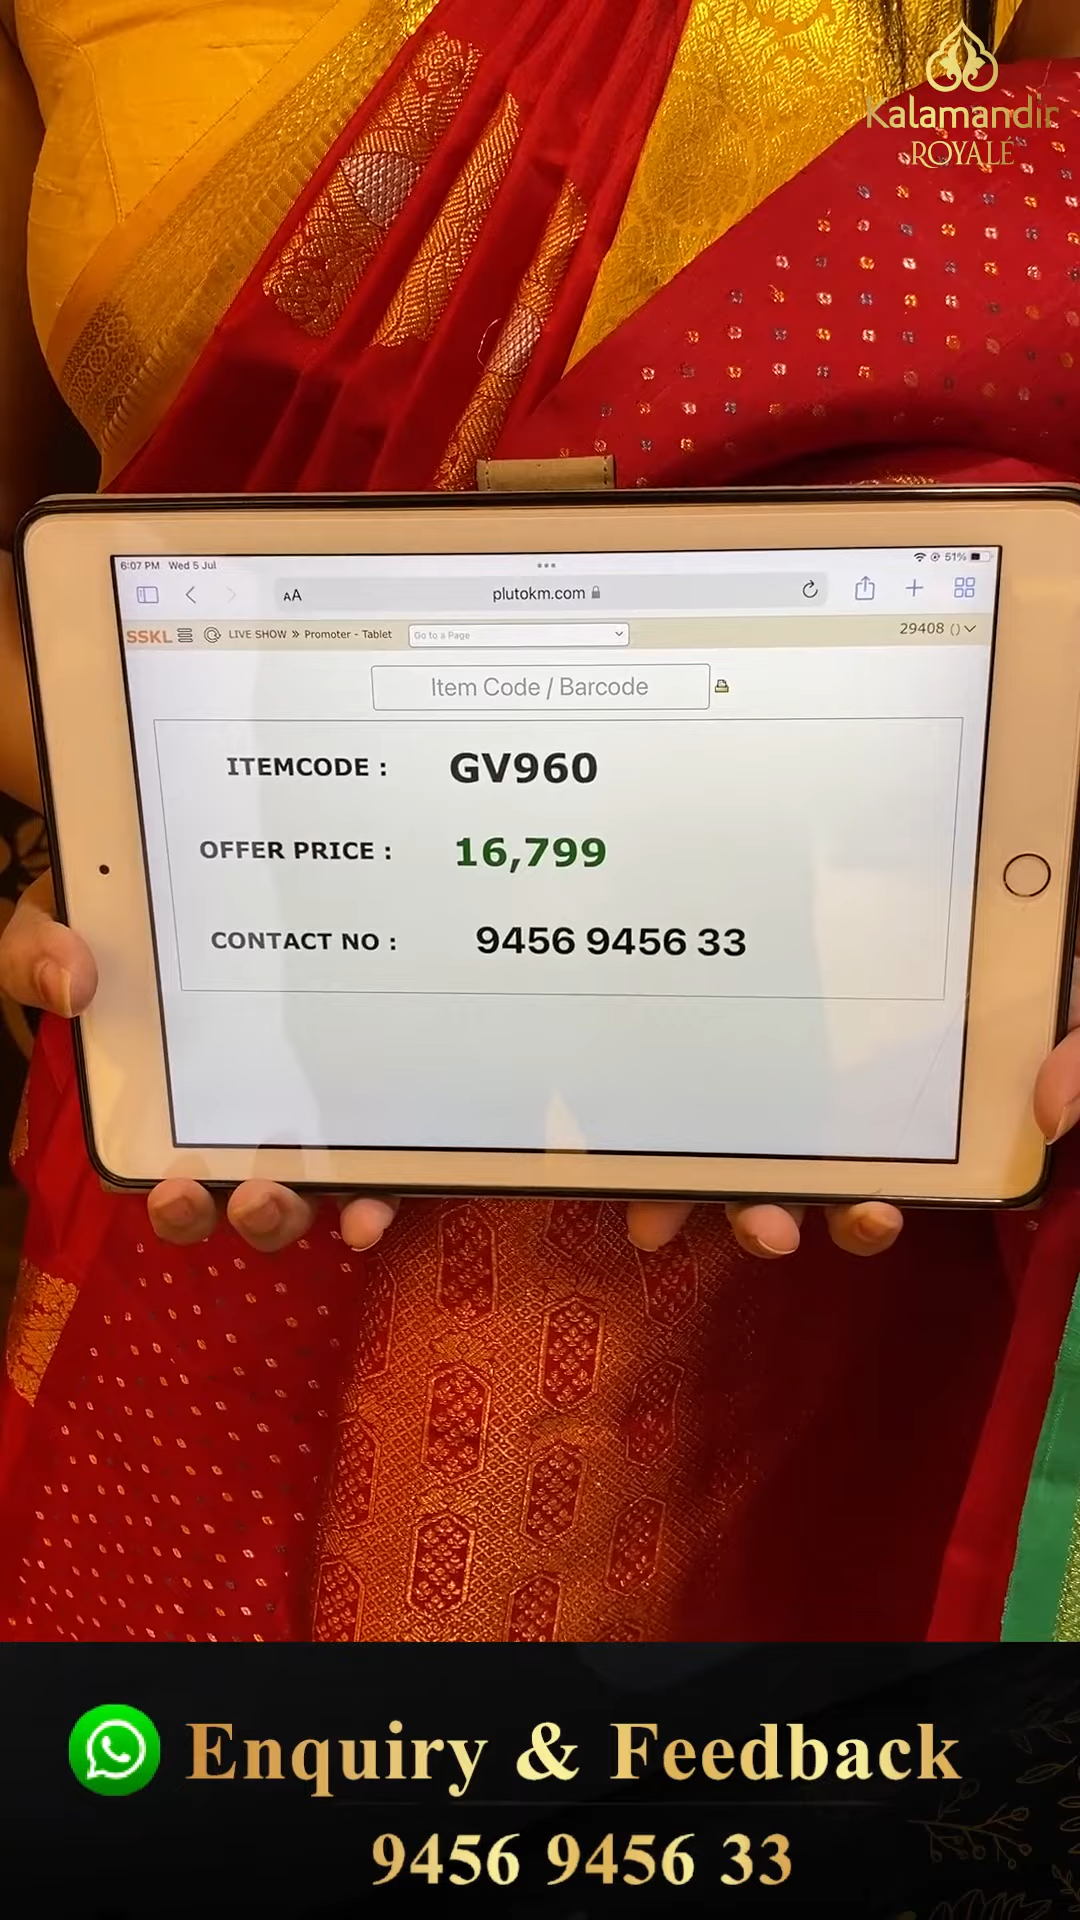 Kalamandir
ROYALE
6:07 PM Wed 5 Jul
51%
AA
plutokm.com
SSKL
LIVE SHOW » Promoter - Tablet
Go to a Page
29408 ()
Item Code / Barcode
ITEMCODE : GV960
OFFER PRICE : 16,799
CONTACT NO : 9456 9456 33
Enquiry & Feedback
9456 9456 33